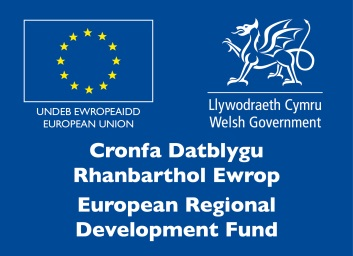 UNDEB EWROPEAIDD
EUROPEAN UNION
Llywodraeth Cymru
Welsh Government
Cronfa Datblygu
Rhanbarthol Ewrop
European Regional
Development Fund